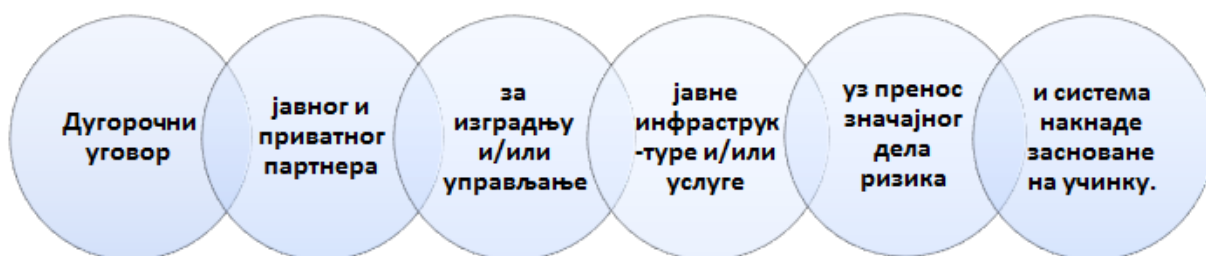 Дугорочни
уговор
јавног и
приватног
партнера
за
изградњу
и/или
управљање
јавне
инфраструк
-туре и/или
услуге
уз пренос
значајног
дела
ризика
и система
накнаде
засноване
на учинку.